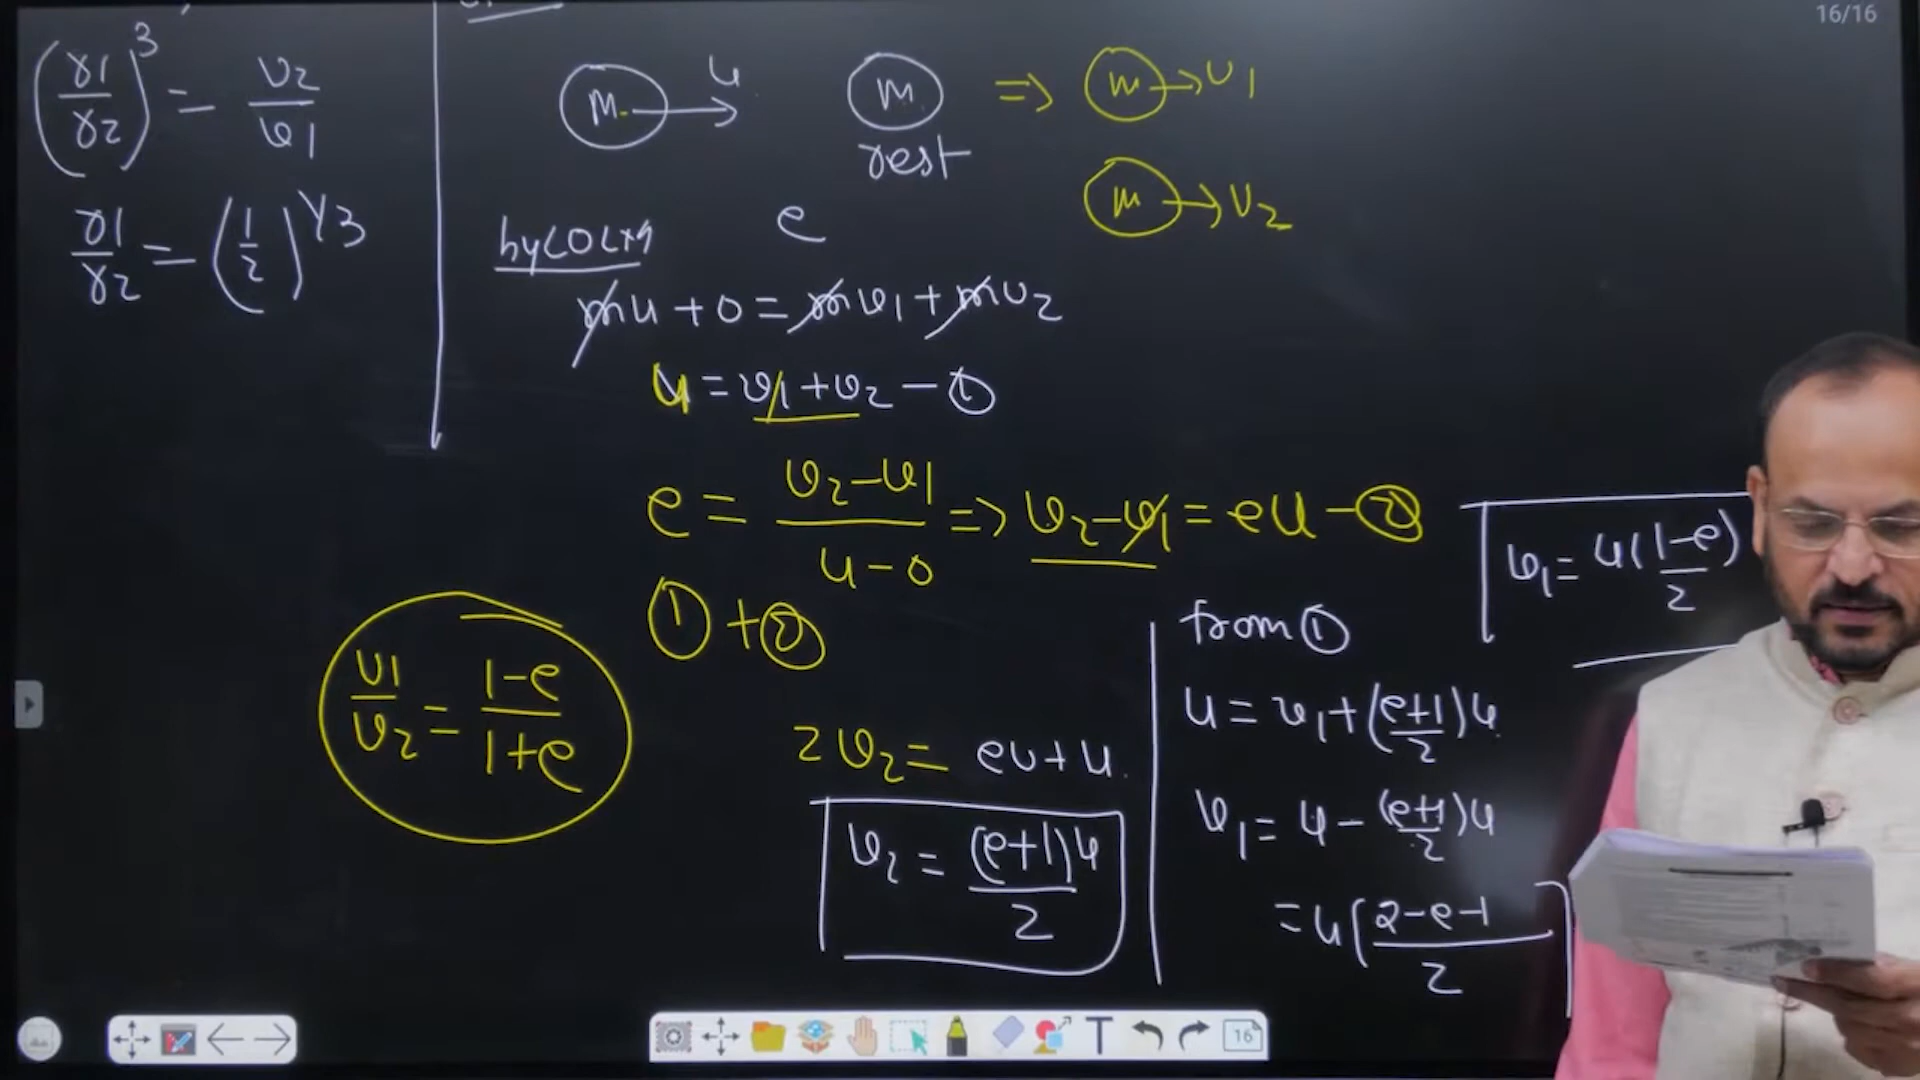 16/16
(r1/r2)^3 = v2/v1
r1/r2 = (1/2)^1/3
m → u
m
rest
⇒ m → v1
m → v2
by COLM
e
mu + 0 = mv1 + mv2
u = v1 + v2 - ①
e = (v2 - v1)/(u - 0) ⇒ v2 - v1 = eu - ②
① + ②
2v2 = eu + u
v2 = (e+1)u/2
from ①
u = v1 + (e+1/2)u
v1 = u - (e+1/2)u
= u[2-e-1/2]
v1 = u(1-e)/2
v1/v2 = 1-e/1+e
T
16